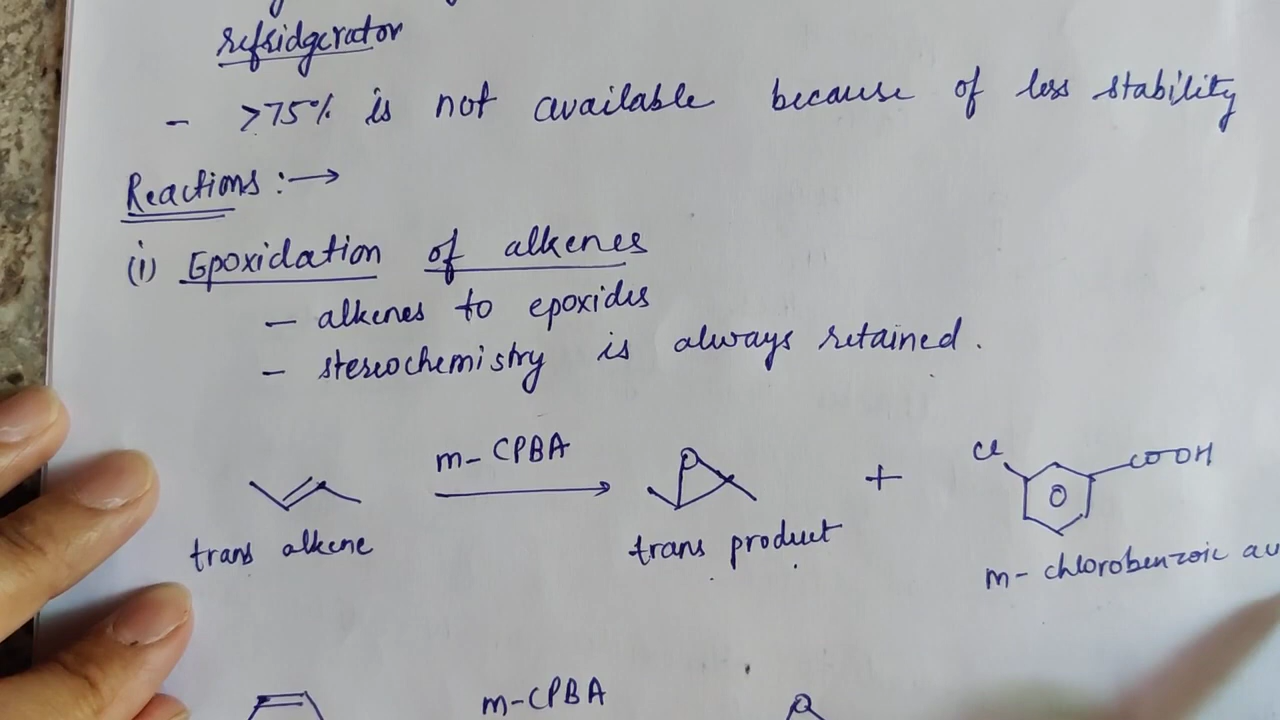 refridgerator
- >75% is not available because of less stability
Reactions :→
(i) Epoxidation of alkenes
- alkenes to epoxides
- stereochemistry is always retained.
m-CPBA
O
+
Cl
COOH
trans alkene
trans product
m-chlorobenzoic
m-CPBA
O